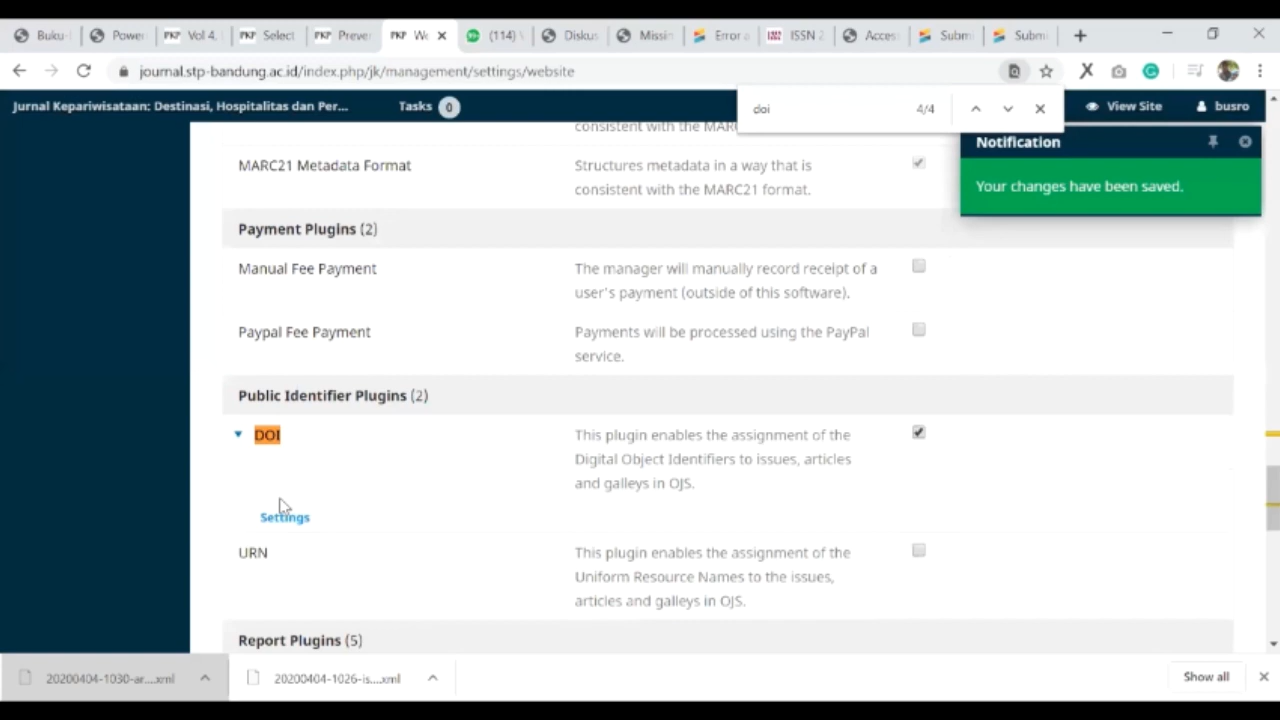 Buku-
Power
Vol 4.
Select
Preve
We
(114)
Diskus
Missin
Error a
ISSN 2
Acces
Subm
Subm
journal.stp-bandung.ac.id/index.php/jk/management/settings/website
Jurnal Kepariwisataan: Destinasi, Hospitalitas dan Per...
Tasks 0
doi
4/4
View Site
busro
Notification
Your changes have been saved.
MARC21 Metadata Format
Structures metadata in a way that is
consistent with the MARC21 format.
Payment Plugins (2)
Manual Fee Payment
The manager will manually record receipt of a
user's payment (outside of this software).
Paypal Fee Payment
Payments will be processed using the PayPal
service.
Public Identifier Plugins (2)
DOI
This plugin enables the assignment of the
Digital Object Identifiers to issues, articles
and galleys in OJS.
Settings
URN
This plugin enables the assignment of the
Uniform Resource Names to the issues,
articles and galleys in OJS.
Report Plugins (5)
20200404-1030-ar....xml
20200404-1026-is....xml
Show all